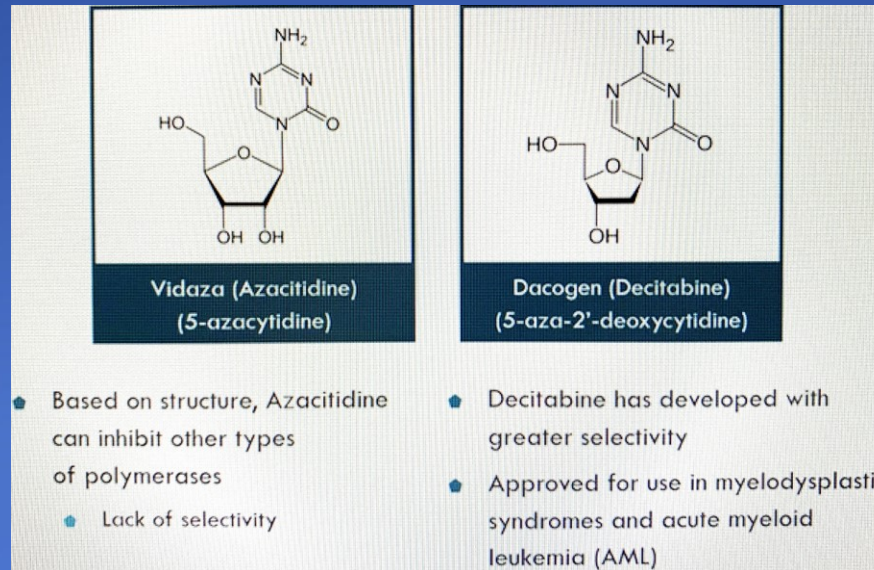 NH2
N
N
N
O
HO
O
OH OH
Vidaza (Azacitidine)
(5-azacytidine)
NH2
N
N
N
O
HO
O
OH
Dacogen (Decitabine)
(5-aza-2'-deoxycytidine)
Based on structure, Azacitidine
can inhibit other types
of polymerases
Lack of selectivity
Decitabine has developed with
greater selectivity
Approved for use in myelodysplasti
syndromes and acute myeloid
leukemia (AML)